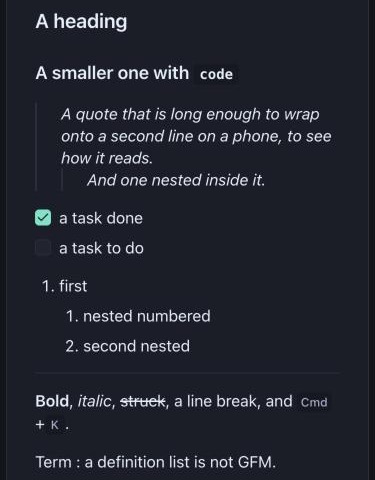 A heading
A smaller one with code
A quote that is long enough to wrap
onto a second line on a phone, to see
how it reads.
And one nested inside it.
a task done
a task to do
1. first
1. nested numbered
2. second nested
Bold, italic, struck, a line break, and Cmd
+ K .
Term : a definition list is not GFM.